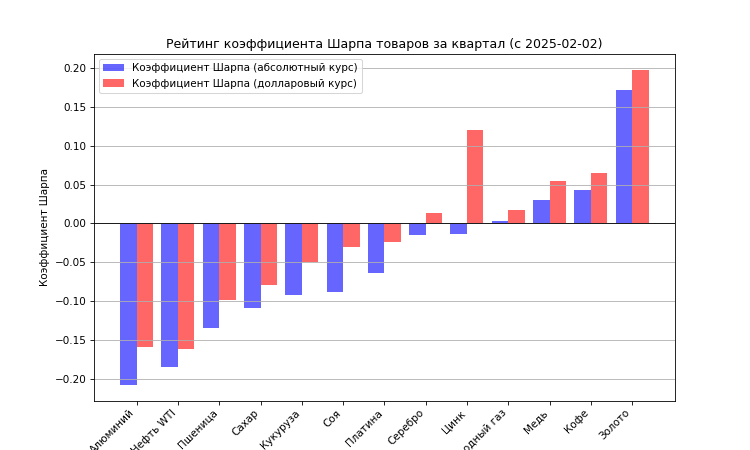 Рейтинг коэффициента Шарпа товаров за квартал (с 2025-02-02)
Коэффициент Шарпа (абсолютный курс)
Коэффициент Шарпа (долларовый курс)
Коэффициент Шарпа
0.20
0.15
0.10
0.05
0.00
−0.05
−0.10
−0.15
−0.20
Алюминий
Нефть WTI
Пшеница
Сахар
Кукуруза
Соя
Платина
Серебро
Цинк
одный газ
Медь
Кофе
Золото